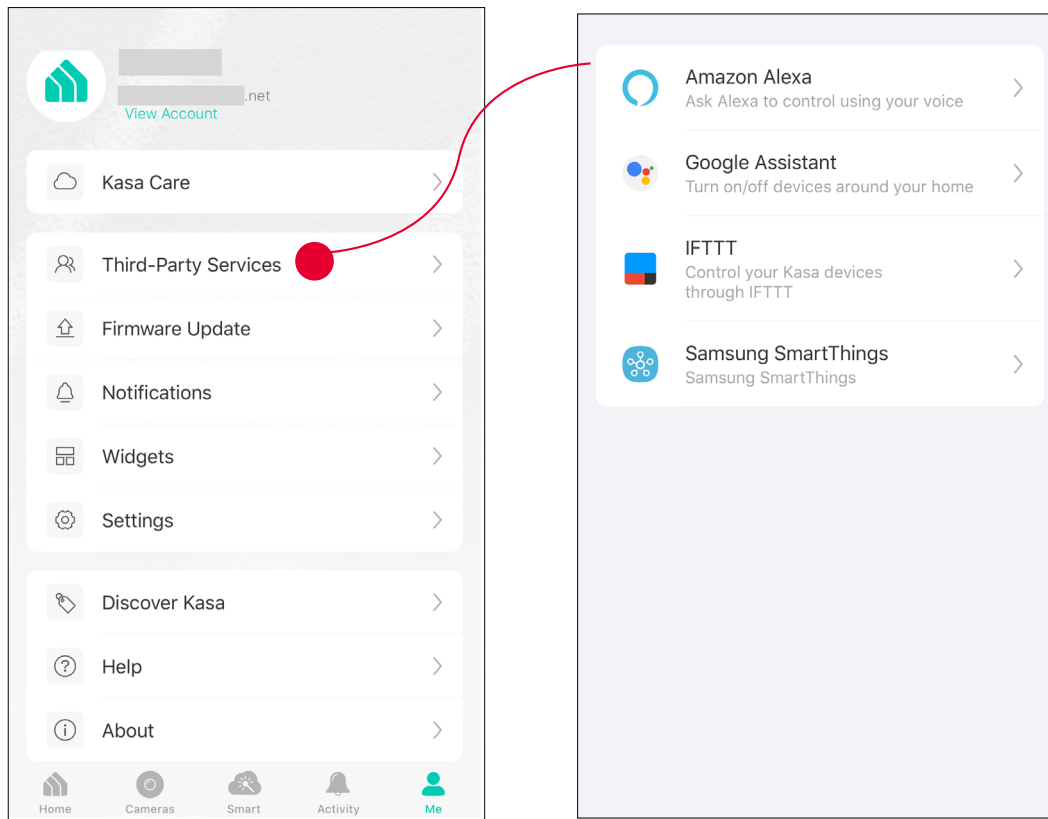 .net
View Account
Kasa Care
Third-Party Services
Firmware Update
Notifications
Widgets
Settings
Discover Kasa
Help
About
Home
Cameras
Smart
Activity
Me
Amazon Alexa
Ask Alexa to control using your voice
Google Assistant
Turn on/off devices around your home
IFTTT
Control your Kasa devices
through IFTTT
Samsung SmartThings
Samsung SmartThings